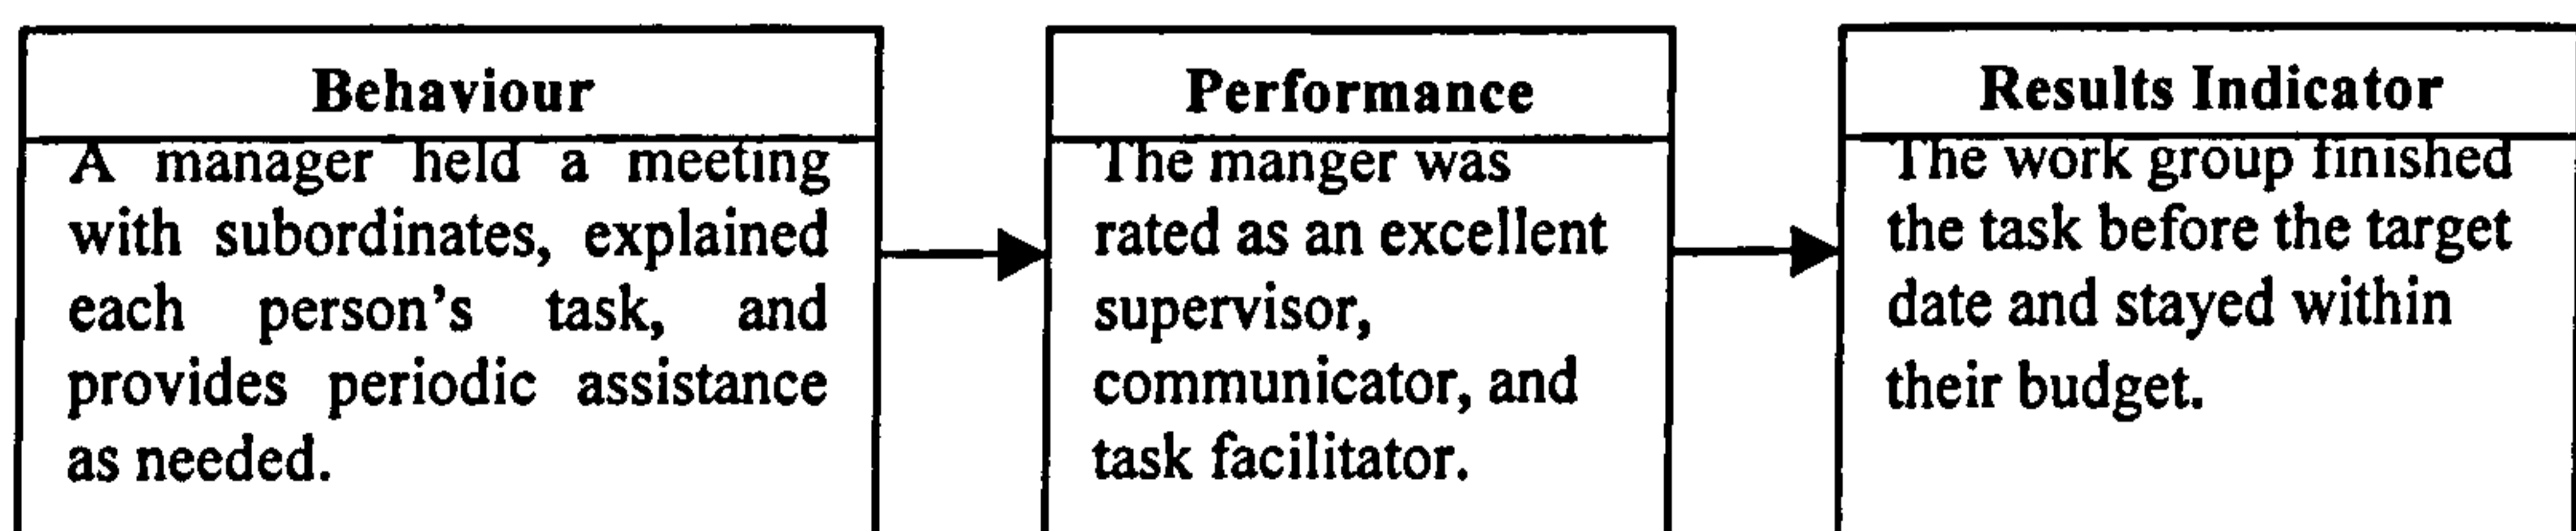 Behaviour
A manager held a meeting
with subordinates, explained
each person's task, and
provides periodic assistance
as needed.
Performance
The manger was
rated as an excellent
supervisor,
communicator, and
task facilitator.
Results Indicator
The work group finished
the task before the target
date and stayed within
their budget.